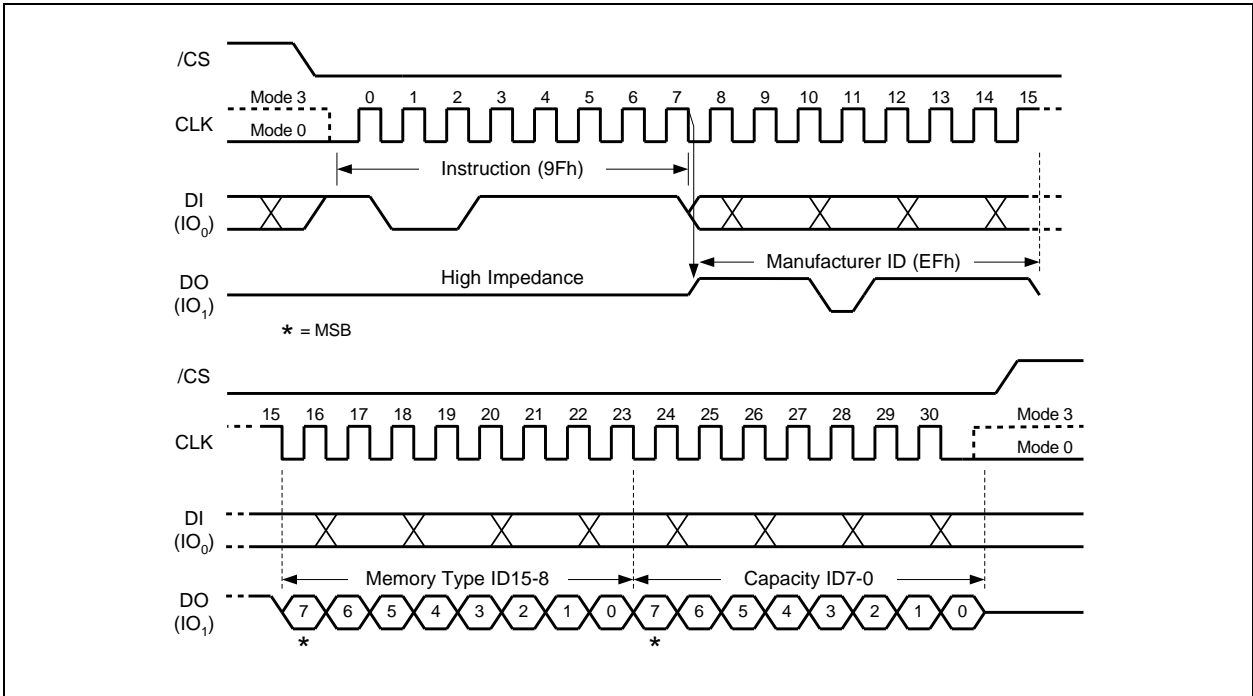 /CS
Mode 3 0 1 2 3 4 5 6 7 8 9 10 11 12 13 14 15
CLK
Mode 0
Instruction (9Fh)
DI
(IO0)
Manufacturer ID (EFh)
High Impedance
DO
(IO1)
* = MSB
/CS
15 16 17 18 19 20 21 22 23 24 25 26 27 28 29 30 Mode 3
CLK
Mode 0
DI
(IO0)
Memory Type ID15-8 Capacity ID7-0
DO
(IO1)
7 6 5 4 3 2 1 0 7 6 5 4 3 2 1 0
* *